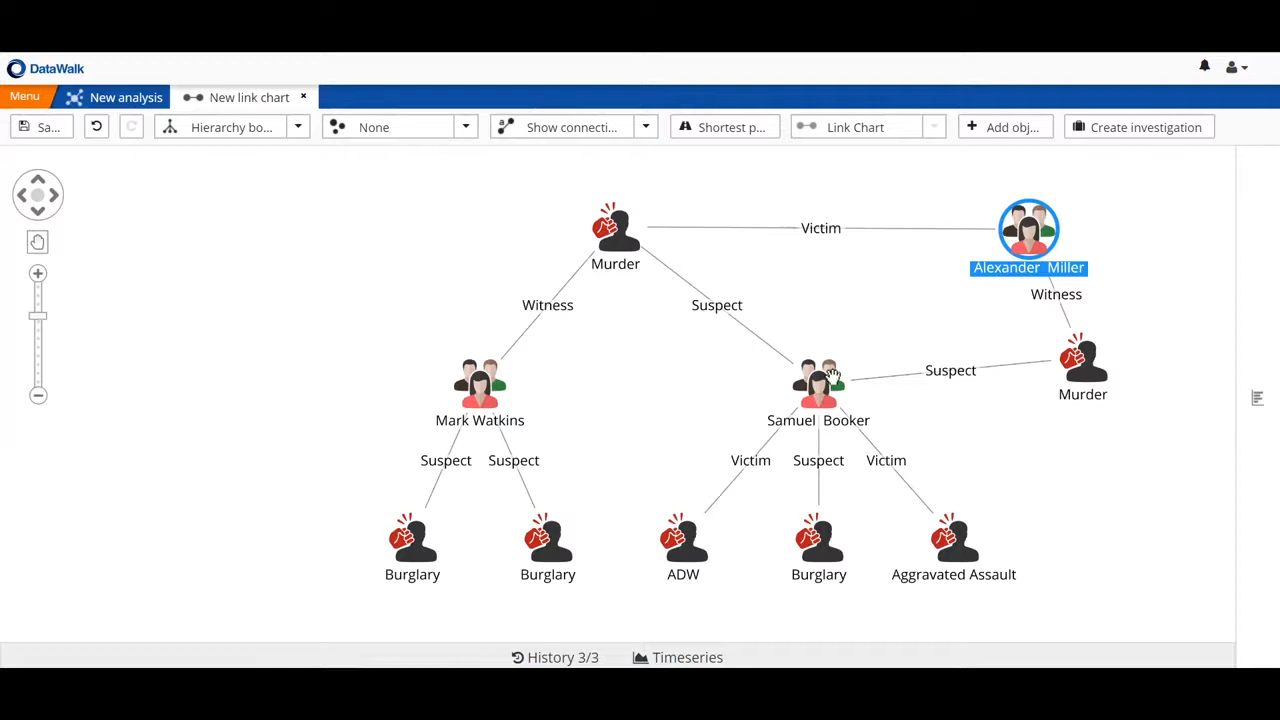 DataWalk
Menu
New analysis
New link chart
Sa...
Hierarchy bo...
None
Show connecti...
Shortest p...
Link Chart
Add obj...
Create investigation
Murder
Victim
Alexander Miller
Witness
Suspect
Witness
Suspect
Murder
Mark Watkins
Samuel Booker
Suspect
Suspect
Victim
Suspect
Victim
Burglary
Burglary
ADW
Burglary
Aggravated Assault
History 3/3
Timeseries